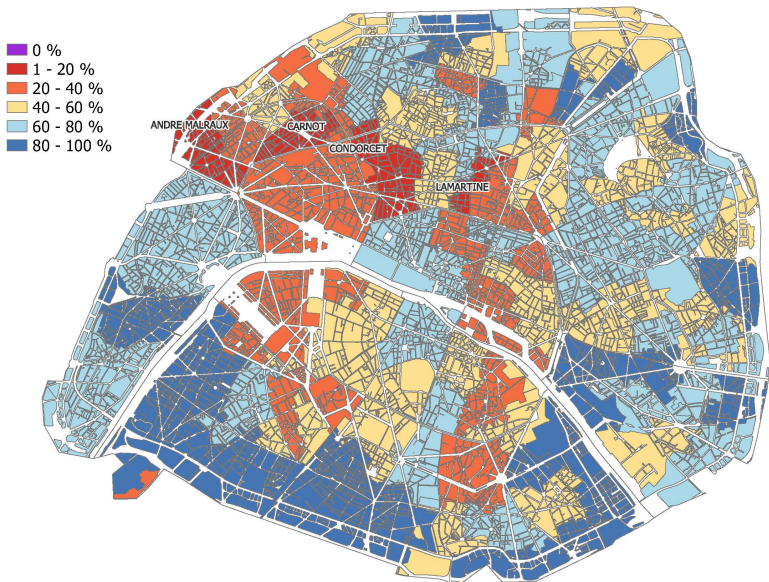 0 %
1 - 20 %
20 - 40 %
40 - 60 %
60 - 80 %
80 - 100 %
ANDRE MALRAUX
CARNOT
CONDORCET
LAMARTINE